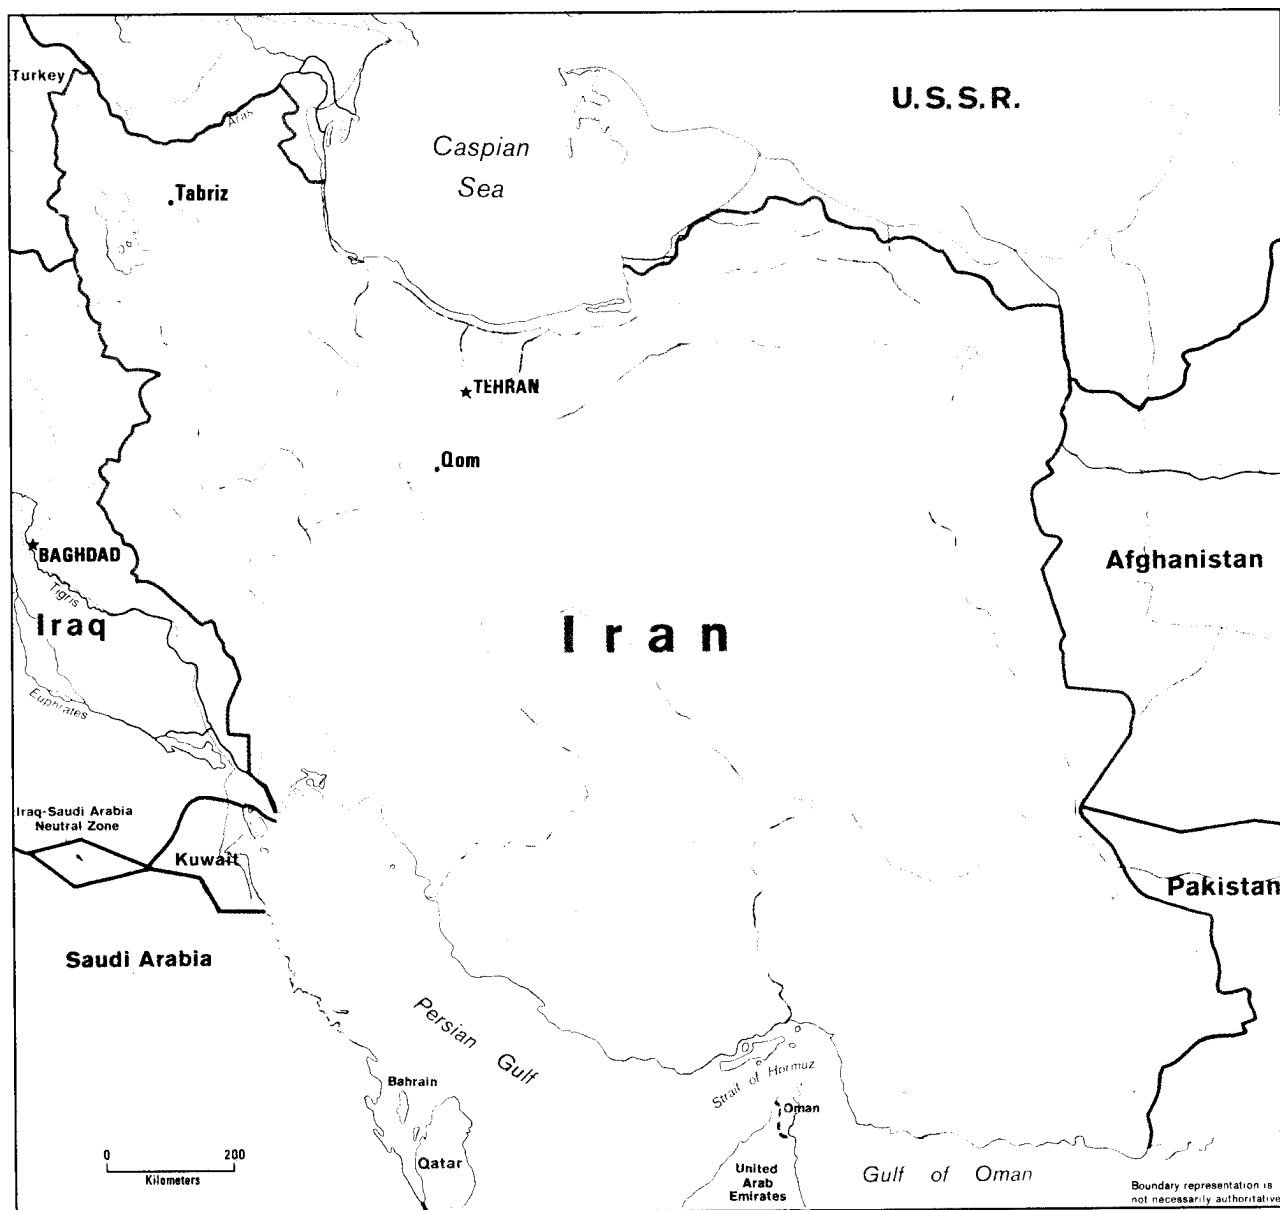 Turkey
U.S.S.R.
Aras
Caspian
Sea
Tabriz
TEHRAN
Qom
BAGHDAD
Tigris
Iraq
Iran
Afghanistan
Euphrates
Iraq-Saudi Arabia
Neutral Zone
Kuwait
Pakistan
Saudi Arabia
Persian Gulf
Strait of Hormuz
Bahrain
Oman
Qatar
United
Arab
Emirates
Gulf of Oman
0 200
Kilometers
Boundary representation is
not necessarily authoritative